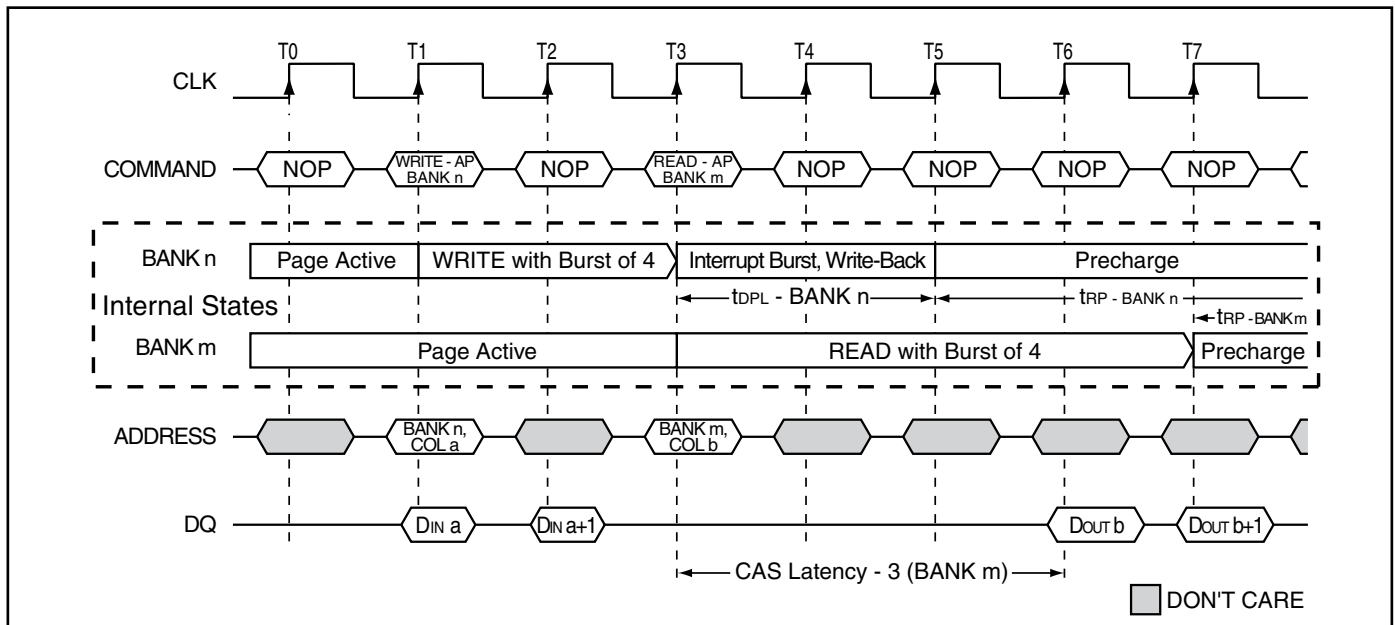 T0 T1 T2 T3 T4 T5 T6 T7
CLK
COMMAND NOP WRITE - AP BANK n NOP READ - AP BANK m NOP NOP NOP NOP
BANK n Page Active WRITE with Burst of 4 Interrupt Burst, Write-Back Precharge
tDPL - BANK n tRP - BANK n
Internal States
tRP - BANK m
BANK m Page Active READ with Burst of 4 Precharge
ADDRESS BANK n, COL a BANK m, COL b
DQ DIN a DIN a+1 DOUT b DOUT b+1
CAS Latency - 3 (BANK m)
DON'T CARE